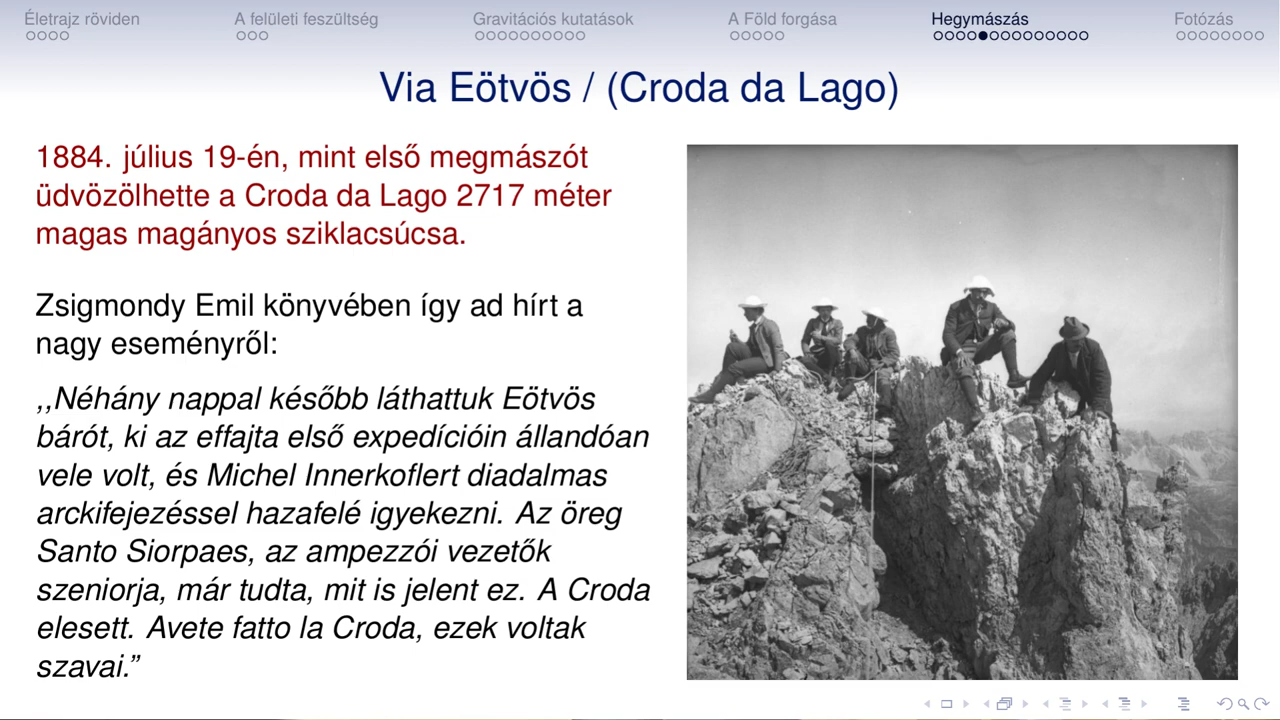 Életrajz röviden
A felületi feszültség
Gravitációs kutatások
A Föld forgása
Hegymászás
Fotózás
Via Eötvös / (Croda da Lago)
1884. július 19-én, mint első megmászót
üdvözölhette a Croda da Lago 2717 méter
magas magányos sziklacsúcsa.
Zsigmondy Emil könyvében így ad hírt a
nagy eseményről:
,,Néhány nappal később láthattuk Eötvös
bárót, ki az effajta első expedícióin állandóan
vele volt, és Michel Innerkoflert diadalmas
arckifejezéssel hazafelé igyekezni. Az öreg
Santo Siorpaes, az ampezzói vezetők
szeniorja, már tudta, mit is jelent ez. A Croda
elesett. Avete fatto la Croda, ezek voltak
szavai.”